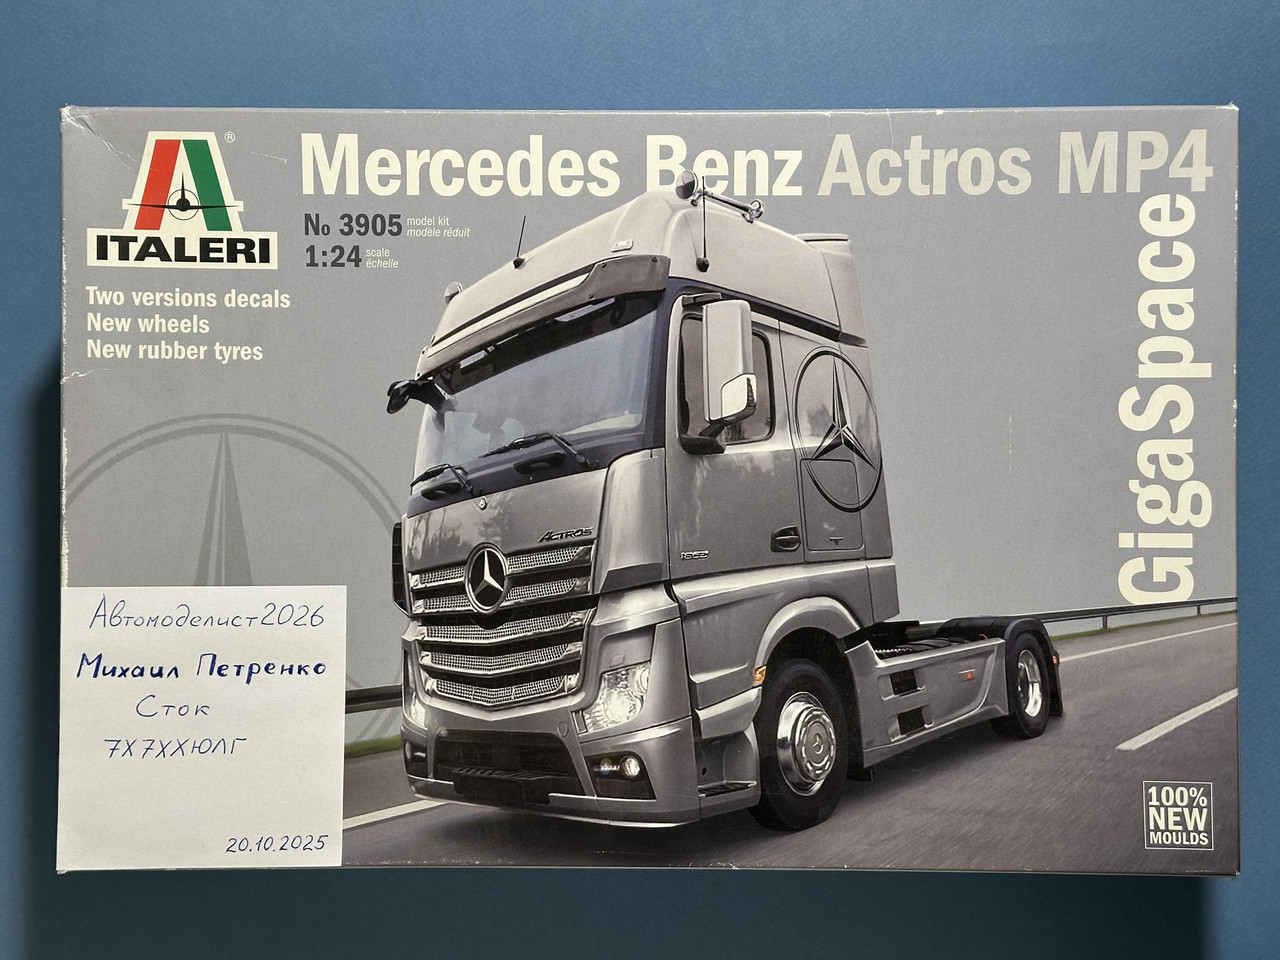 Mercedes Benz Actros MP4
GigaSpace
®
ITALERI
No 3905 model kit
modèle réduit
1:24 scale
échelle
Two versions decals
New wheels
New rubber tyres
ACTROS
Автомоделист2026
Михаил Петренко
Сток
7Х7ХХЮЛГ
20.10.2025
100%
NEW
MOULDS